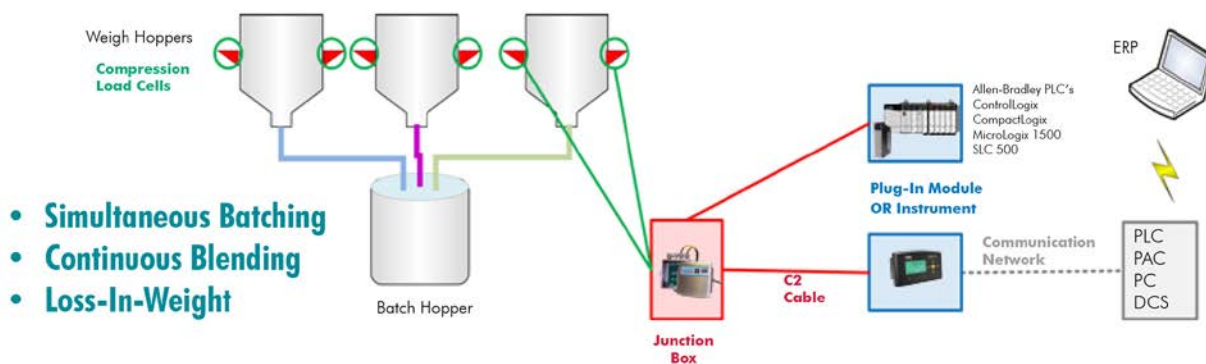 Weigh Hoppers
Compression
Load Cells
ERP
Allen-Bradley PLC's
ControlLogix
CompactLogix
MicroLogix 1500
SLC 500
Plug-In Module
OR Instrument
• Simultaneous Batching
• Continuous Blending
• Loss-In-Weight
Batch Hopper
Junction
Box
C2
Cable
Communication
Network
PLC
PAC
PC
DCS